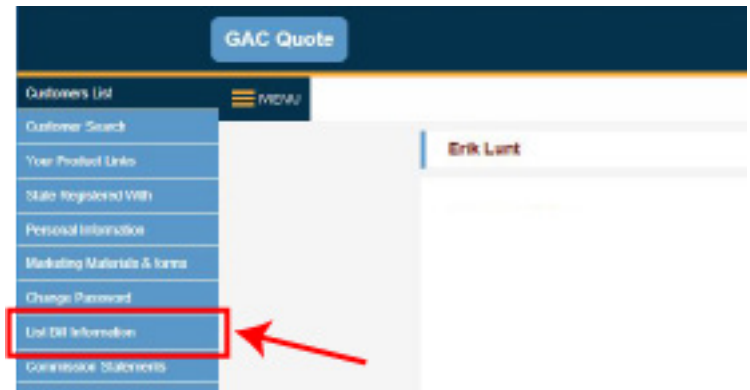 GAC Quote
Customers List
MENU
Customer Search
Your Product Links
Erik Lunt
State Registered With
Personal Information
Marketing Materials & forms
Change Password
List Bill Information
Commission Statements